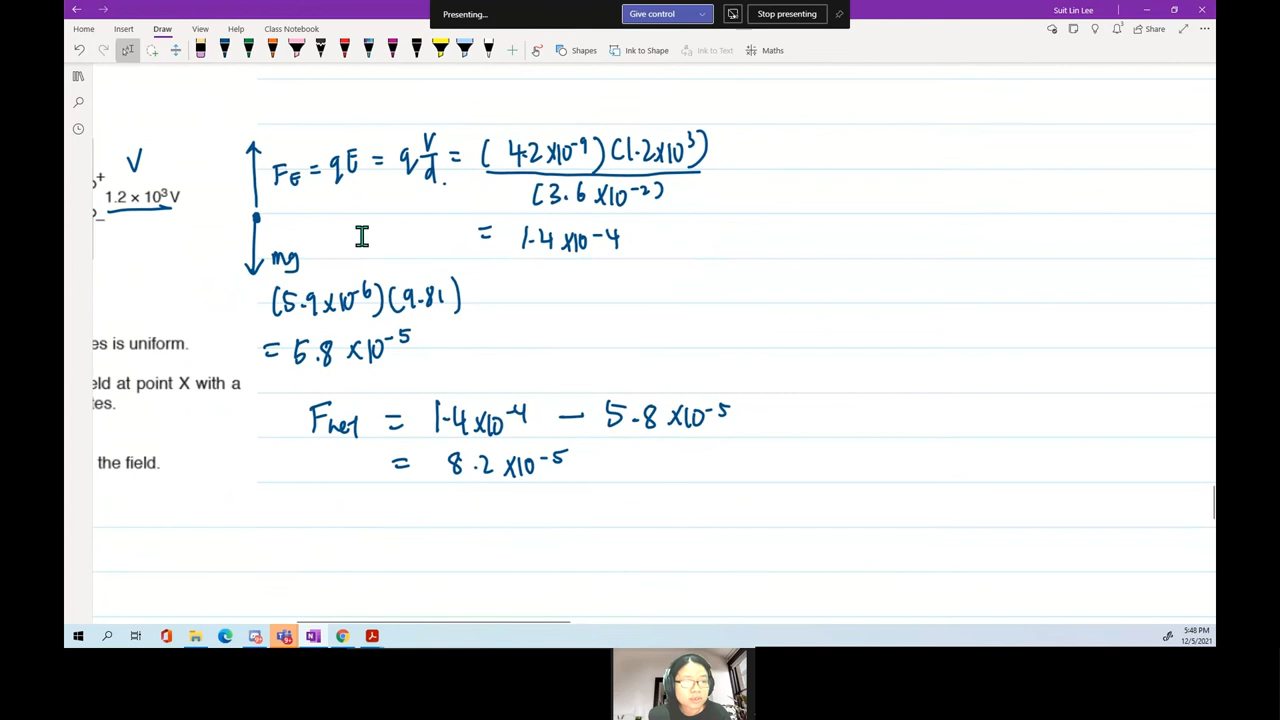 Presenting...
Give control
Stop presenting
Suit Lin Lee
Home Insert Draw View Help Class Notebook
Share
Shapes Ink to Shape Ink to Text Maths
V
+
1.2 × 10³ V
−
F_E = qE = q V/d = (4.2×10⁻⁹)(1.2×10³) / (3.6×10⁻²)
= 1.4×10⁻⁴
mg
(5.9×10⁻⁶)(9.81)
= 5.8×10⁻⁵
es is uniform.
eld at point X with a
tes.
F_net = 1.4×10⁻⁴ − 5.8×10⁻⁵
= 8.2×10⁻⁵
the field.
5:48 PM
12/5/2021